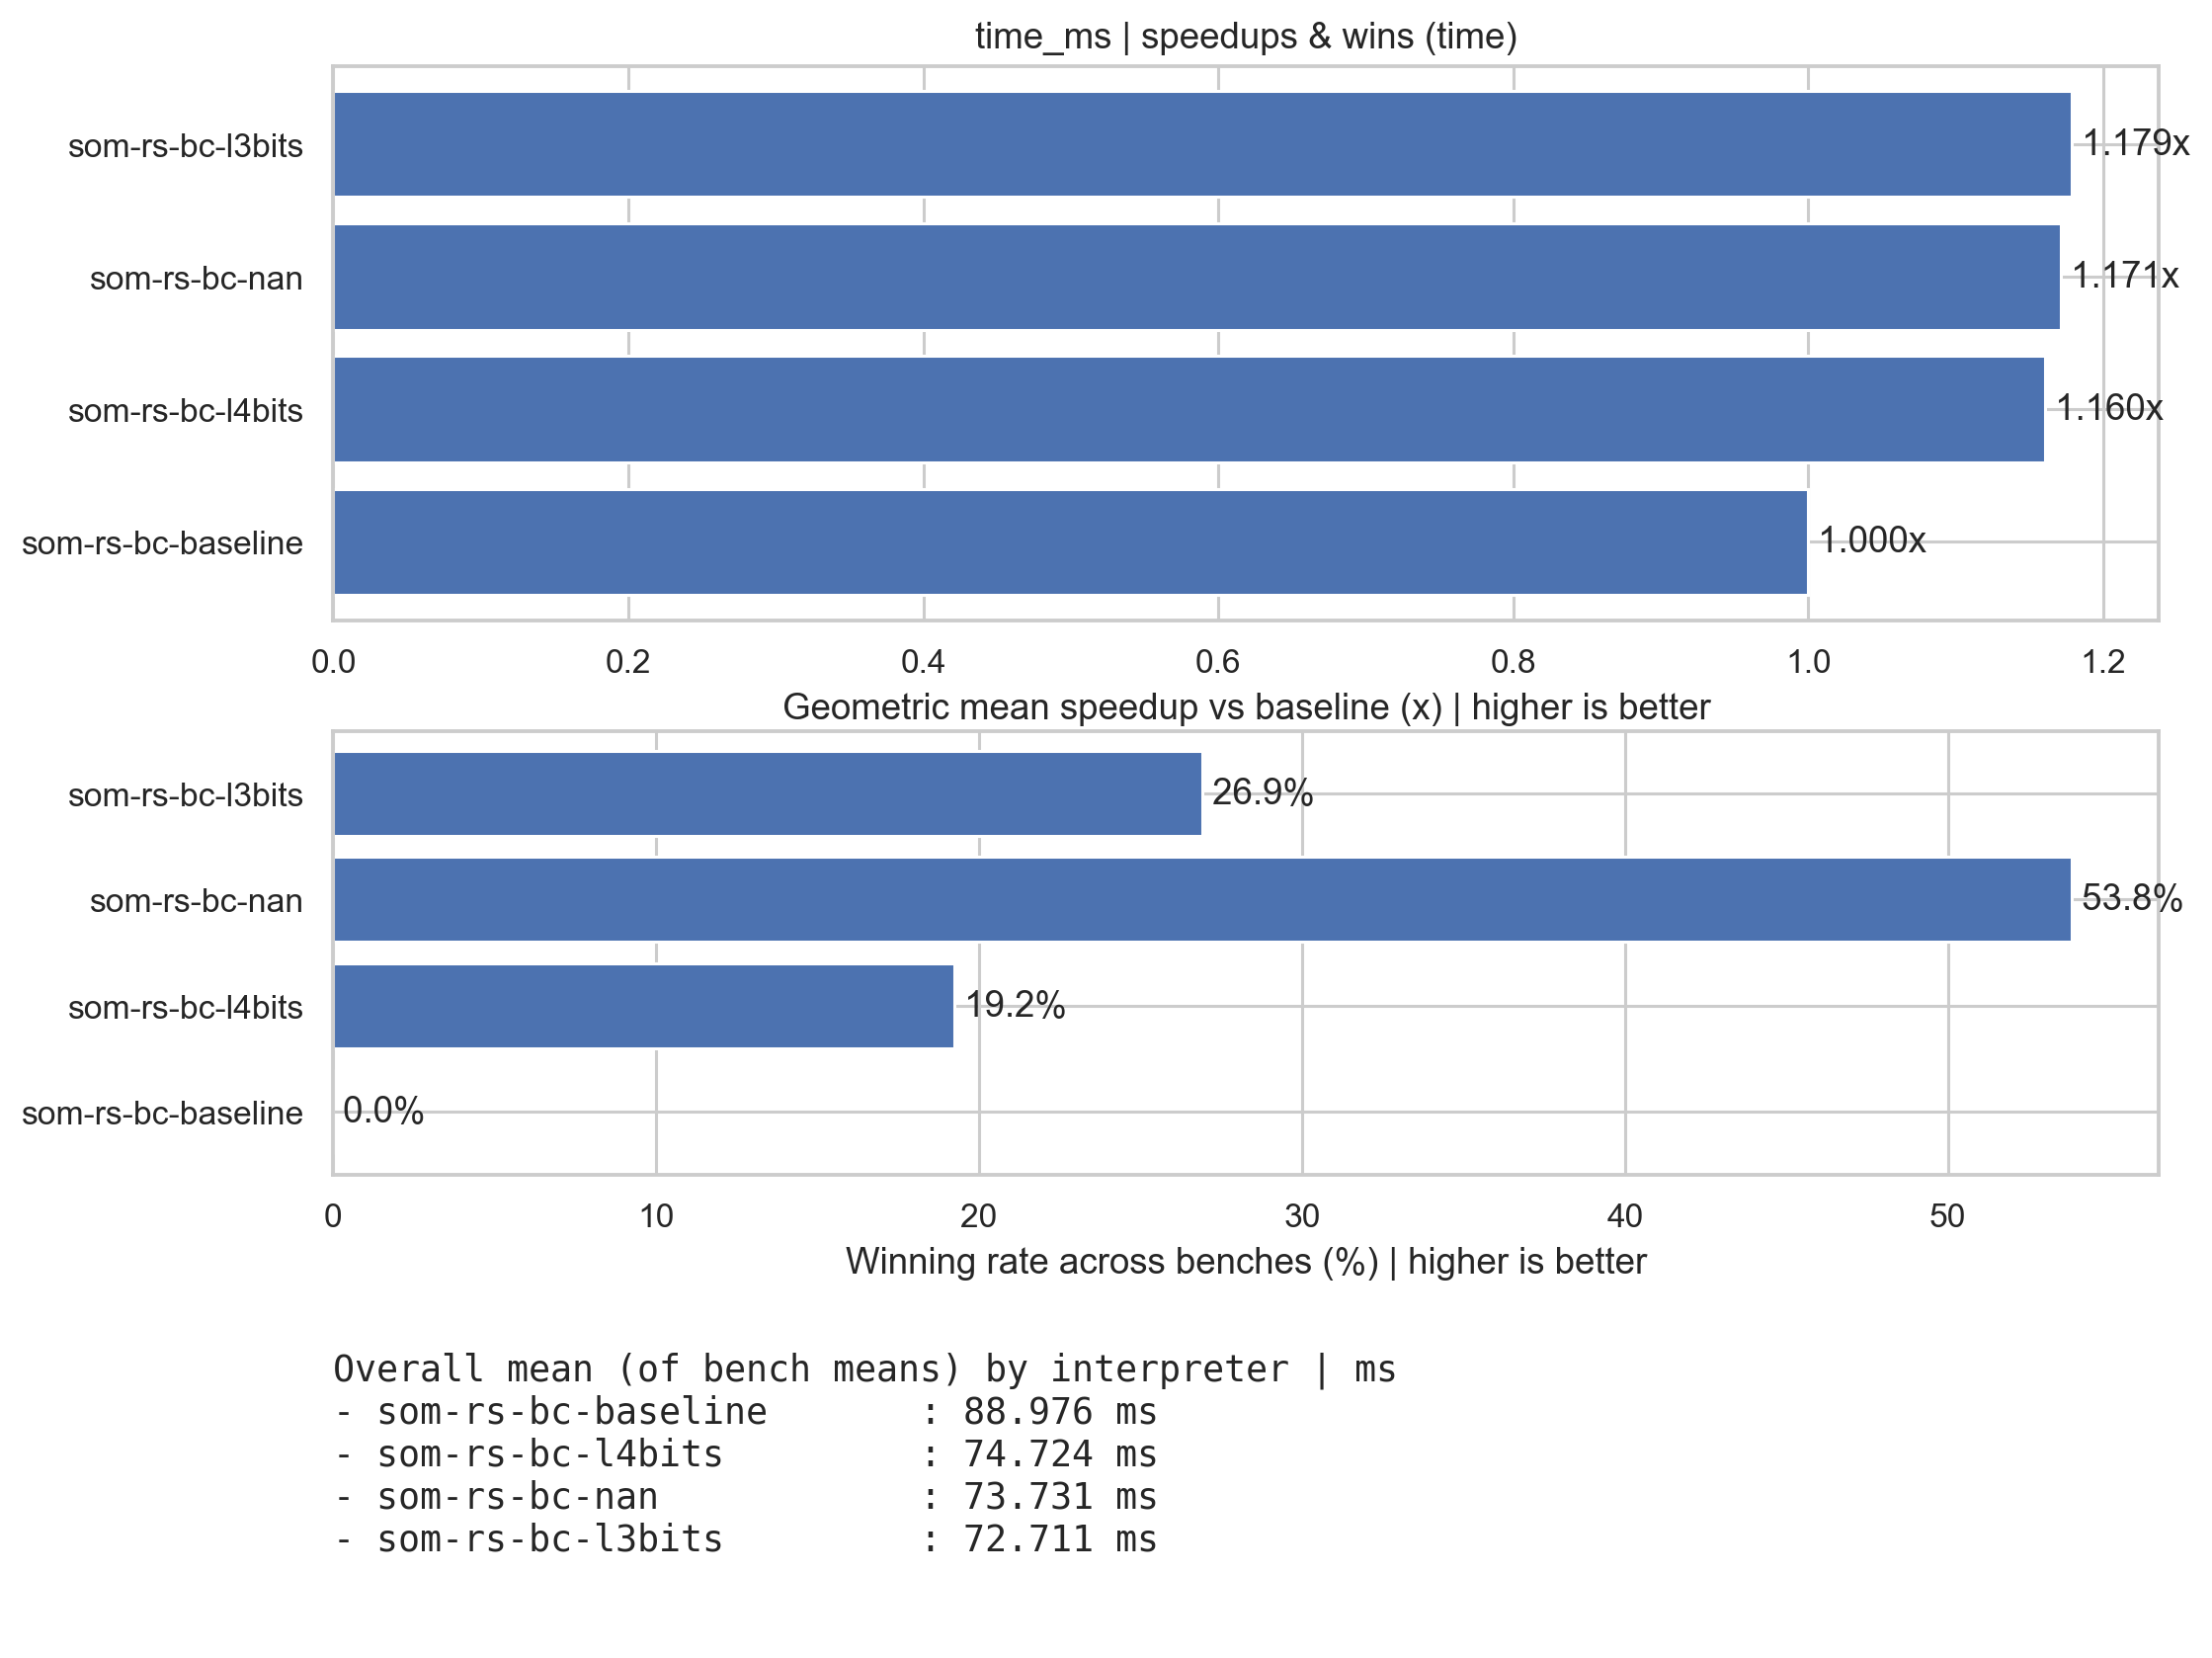 time_ms | speedups & wins (time)
som-rs-bc-l3bits
1.179x
som-rs-bc-nan
1.171x
som-rs-bc-l4bits
1.160x
som-rs-bc-baseline
1.000x
0.0 0.2 0.4 0.6 0.8 1.0 1.2
Geometric mean speedup vs baseline (x) | higher is better
som-rs-bc-l3bits
26.9%
som-rs-bc-nan
53.8%
som-rs-bc-l4bits
19.2%
som-rs-bc-baseline
0.0%
0 10 20 30 40 50
Winning rate across benches (%) | higher is better
Overall mean (of bench means) by interpreter | ms
- som-rs-bc-baseline : 88.976 ms
- som-rs-bc-l4bits : 74.724 ms
- som-rs-bc-nan : 73.731 ms
- som-rs-bc-l3bits : 72.711 ms